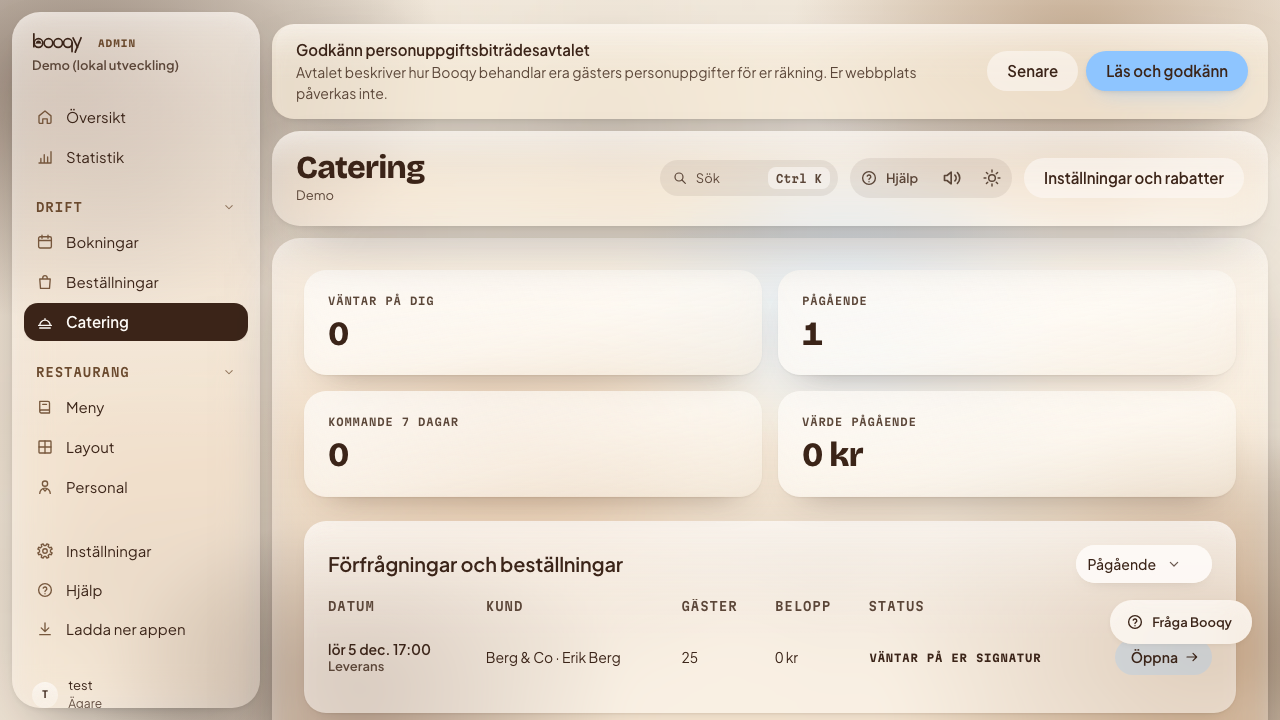 booqy ADMIN
Demo (lokal utveckling)
Översikt
Statistik
DRIFT
Bokningar
Beställningar
Catering
RESTAURANG
Meny
Layout
Personal
Inställningar
Hjälp
Ladda ner appen
T
test
Ägare
Godkänn personuppgiftsbiträdesavtalet
Avtalet beskriver hur Booqy behandlar era gästers personuppgifter för er räkning. Er webbplats
påverkas inte.
Senare
Läs och godkänn
Catering
Demo
Sök
Ctrl K
Hjälp
Inställningar och rabatter
VÄNTAR PÅ DIG
0
PÅGÅENDE
1
KOMMANDE 7 DAGAR
0
VÄRDE PÅGÅENDE
0 kr
Förfrågningar och beställningar
Pågående
DATUM KUND GÄSTER BELOPP STATUS
Fråga Booqy
lör 5 dec. 17:00
Leverans
Berg & Co · Erik Berg
25
0 kr
VÄNTAR PÅ ER SIGNATUR
Öppna